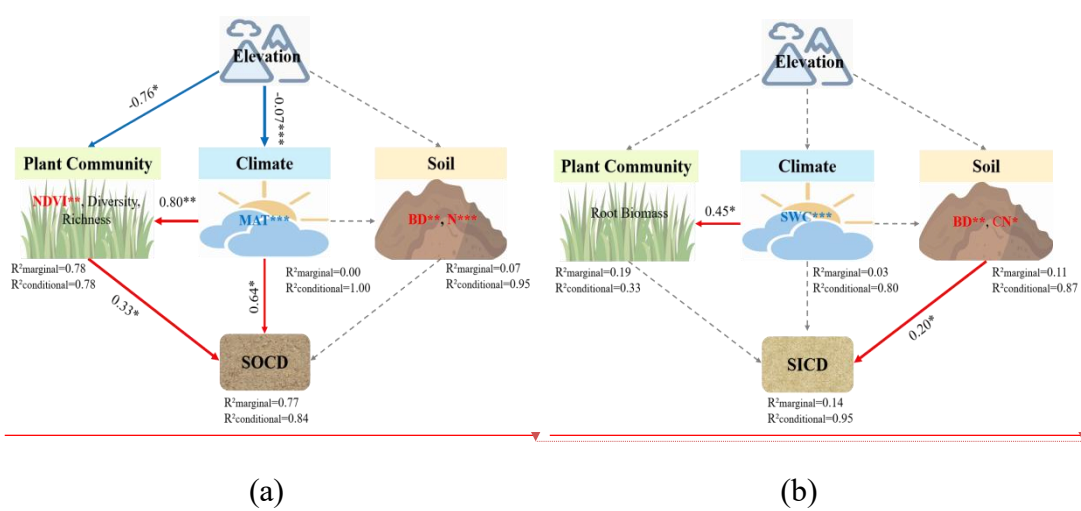 Elevation
-0.76*
-0.07****
Plant Community
Climate
Soil
NDVI**, Diversity,
Richness
0.80**
MAT***
BD**, N***
R²marginal=0.78
R²conditional=0.78
R²marginal=0.00
R²conditional=1.00
R²marginal=0.07
R²conditional=0.95
0.33*
0.64*
SOCD
R²marginal=0.77
R²conditional=0.84
(a)
Elevation
Plant Community
Climate
Soil
Root Biomass
0.45*
SWC***
BD**, CN*
R²marginal=0.19
R²conditional=0.33
R²marginal=0.03
R²conditional=0.80
R²marginal=0.11
R²conditional=0.87
0.20*
SICD
R²marginal=0.14
R²conditional=0.95
(b)